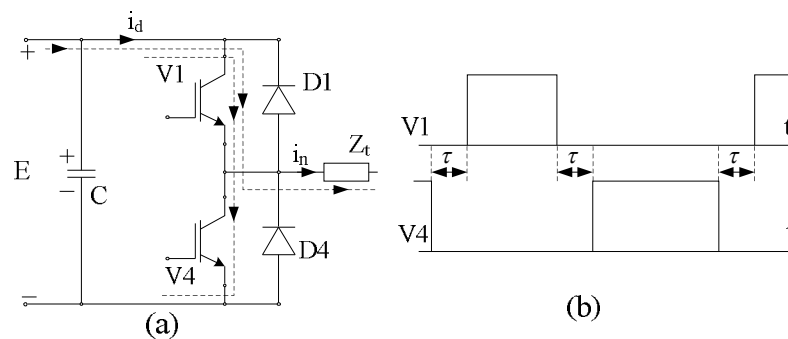 i_d
+
V1
D1
E
+
−
C
i_n
Z_t
V4
D4
−
(a)
V1
t
τ
τ
τ
V4
(b)